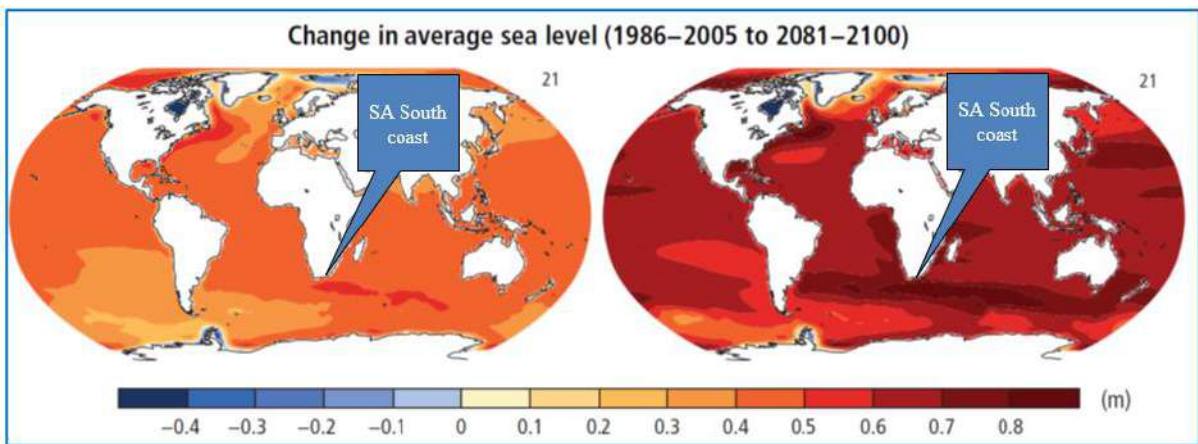 Change in average sea level (1986–2005 to 2081–2100)
21
SA South
coast
21
SA South
coast
−0.4 −0.3 −0.2 −0.1 0 0.1 0.2 0.3 0.4 0.5 0.6 0.7 0.8 (m)